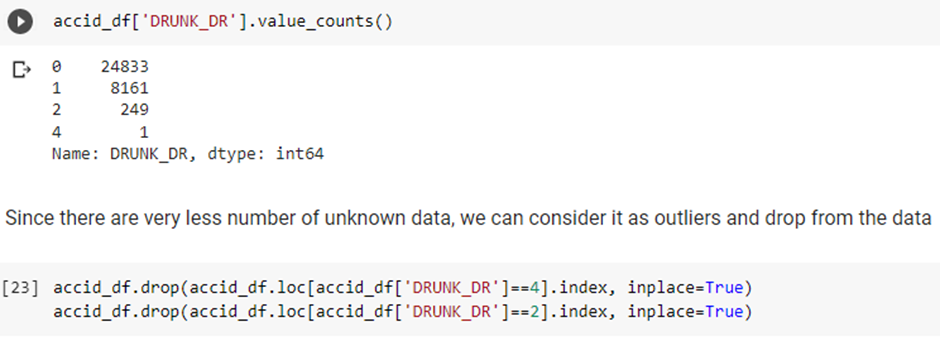 accid_df['DRUNK_DR'].value_counts()
0 24833
1 8161
2 249
4 1
Name: DRUNK_DR, dtype: int64
Since there are very less number of unknown data, we can consider it as outliers and drop from the data
[23] accid_df.drop(accid_df.loc[accid_df['DRUNK_DR']==4].index, inplace=True)
accid_df.drop(accid_df.loc[accid_df['DRUNK_DR']==2].index, inplace=True)